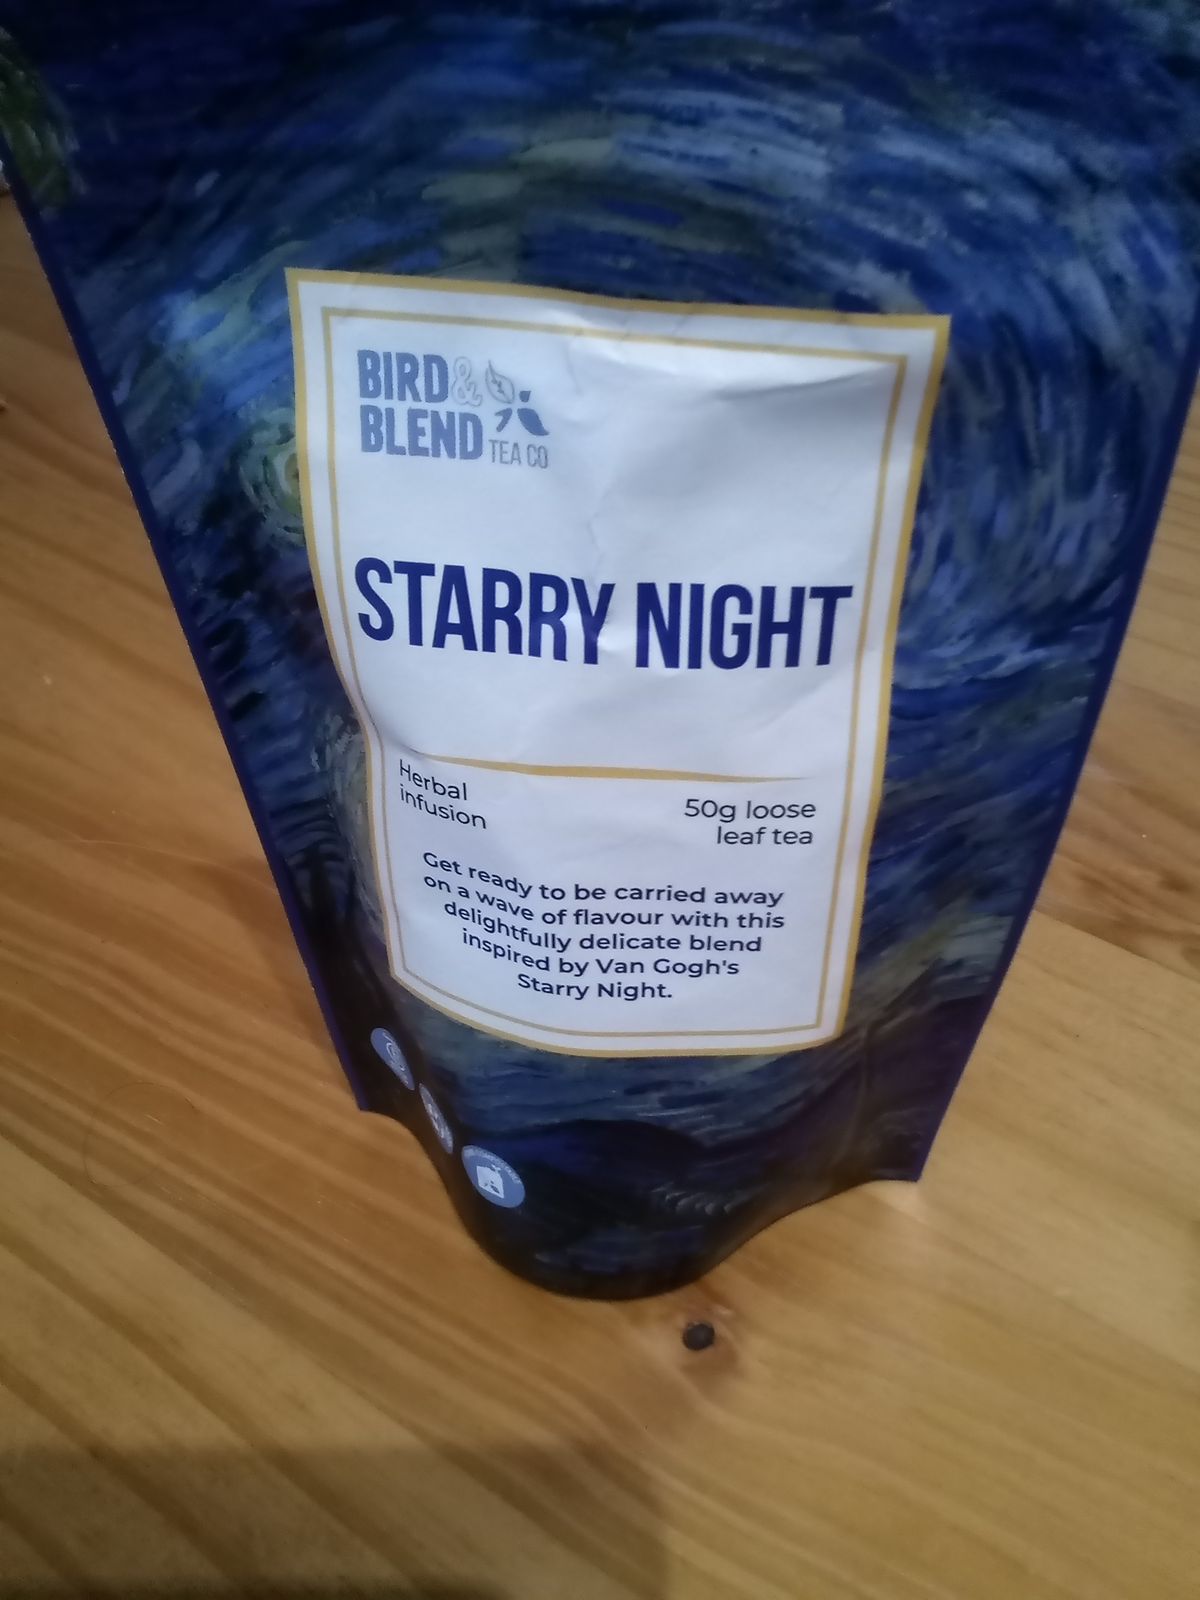 BIRD &
BLEND TEA CO
STARRY NIGHT
Herbal
infusion
50g loose
leaf tea
Get ready to be carried away
on a wave of flavour with this
delightfully delicate blend
inspired by Van Gogh's
Starry Night.